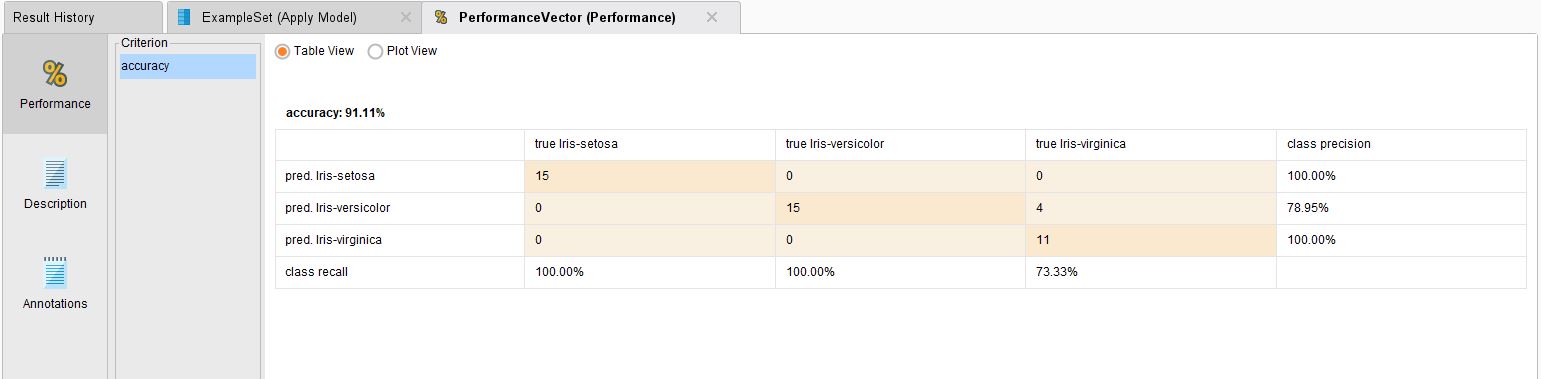 Result History
ExampleSet (Apply Model)
PerformanceVector (Performance)
Performance
Description
Annotations
Criterion
accuracy
Table View Plot View
accuracy: 91.11%
true Iris-setosa true Iris-versicolor true Iris-virginica class precision
pred. Iris-setosa 15 0 0 100.00%
pred. Iris-versicolor 0 15 4 78.95%
pred. Iris-virginica 0 0 11 100.00%
class recall 100.00% 100.00% 73.33%